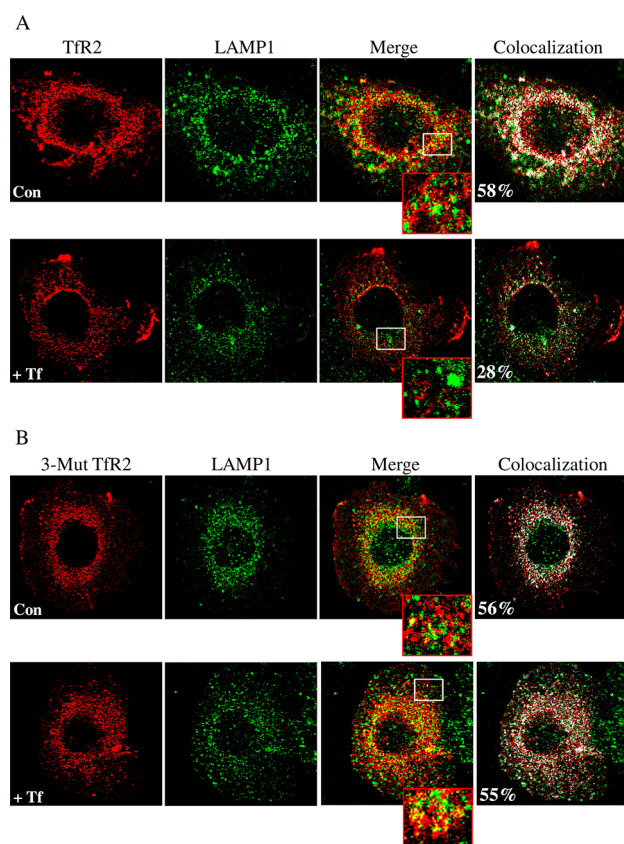 A
TfR2 LAMP1 Merge Colocalization
Con 58%
+ Tf 28%
B
3-Mut TfR2 LAMP1 Merge Colocalization
Con 56%
+ Tf 55%